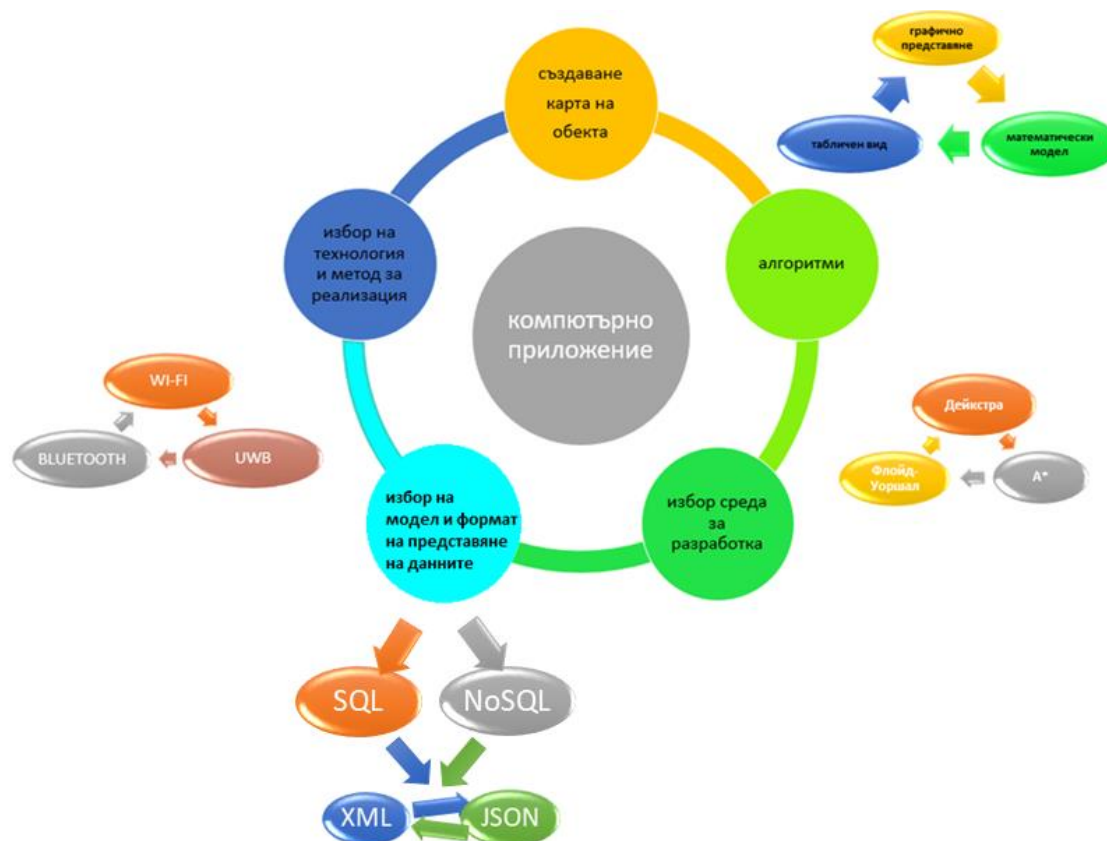 графично
представяне
табличен вид
математически
модел
създаване
карта на
обекта
избор на
технология
и метод за
реализация
алгоритми
компютърно
приложение
WI-FI
BLUETOOTH
UWB
Дейкстра
Флойд-
Уоршал
A*
избор на
модел и формат
на представяне
на данните
избор среда
за
разработка
SQL
NoSQL
XML
JSON